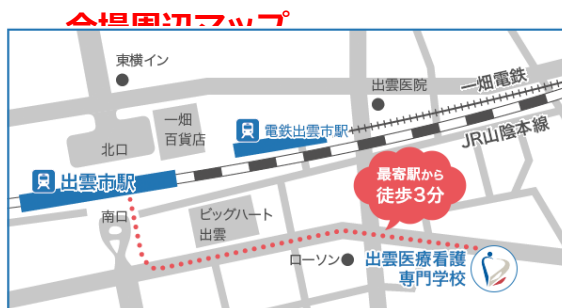 会場周辺マップ
東横イン
出雲医院
一畑電鉄
一畑
百貨店
電鉄出雲市駅
JR山陰本線
北口
出雲市駅
最寄駅から
徒歩3分
南口
ビッグハート
出雲
ローソン
出雲医療看護
専門学校